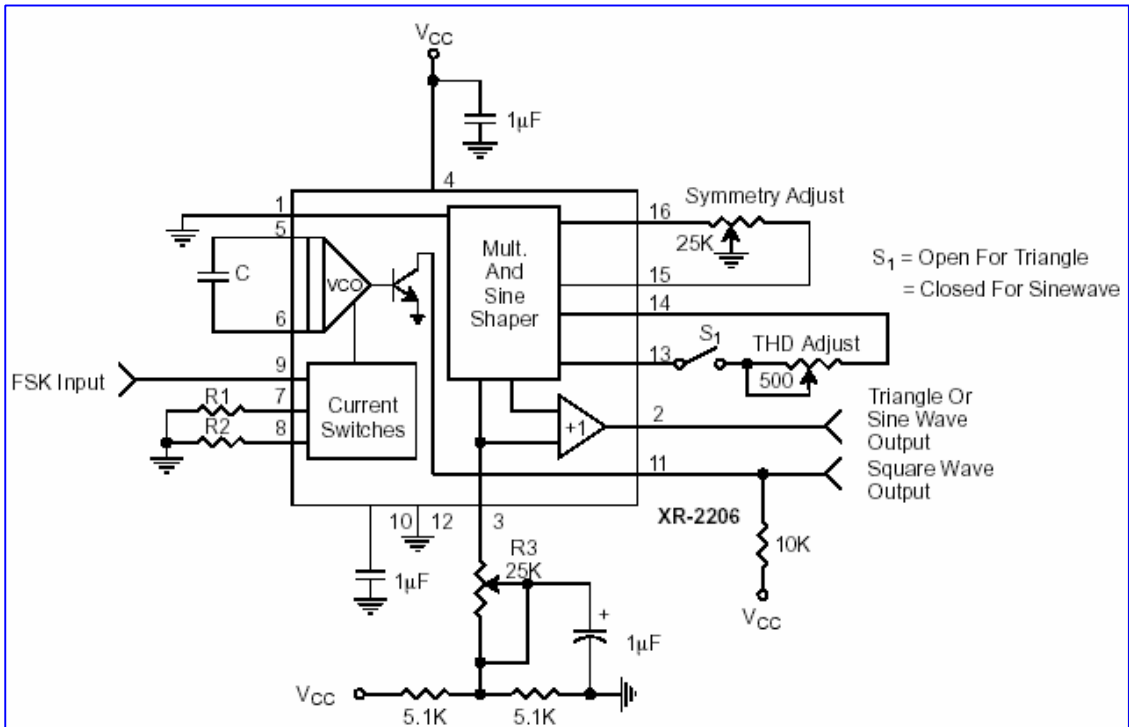 VCC
1μF
4
1
16
Symmetry Adjust
25K
5
C
VCO
Mult.
And
Sine
Shaper
15
S1 = Open For Triangle
= Closed For Sinewave
14
6
13
S1
THD Adjust
500
FSK Input
9
R1
7
R2
8
Current
Switches
+1
2
Triangle Or
Sine Wave
Output
11
Square Wave
Output
XR-2206
10
12
3
1μF
R3
25K
10K
VCC
+
1μF
VCC
5.1K
5.1K